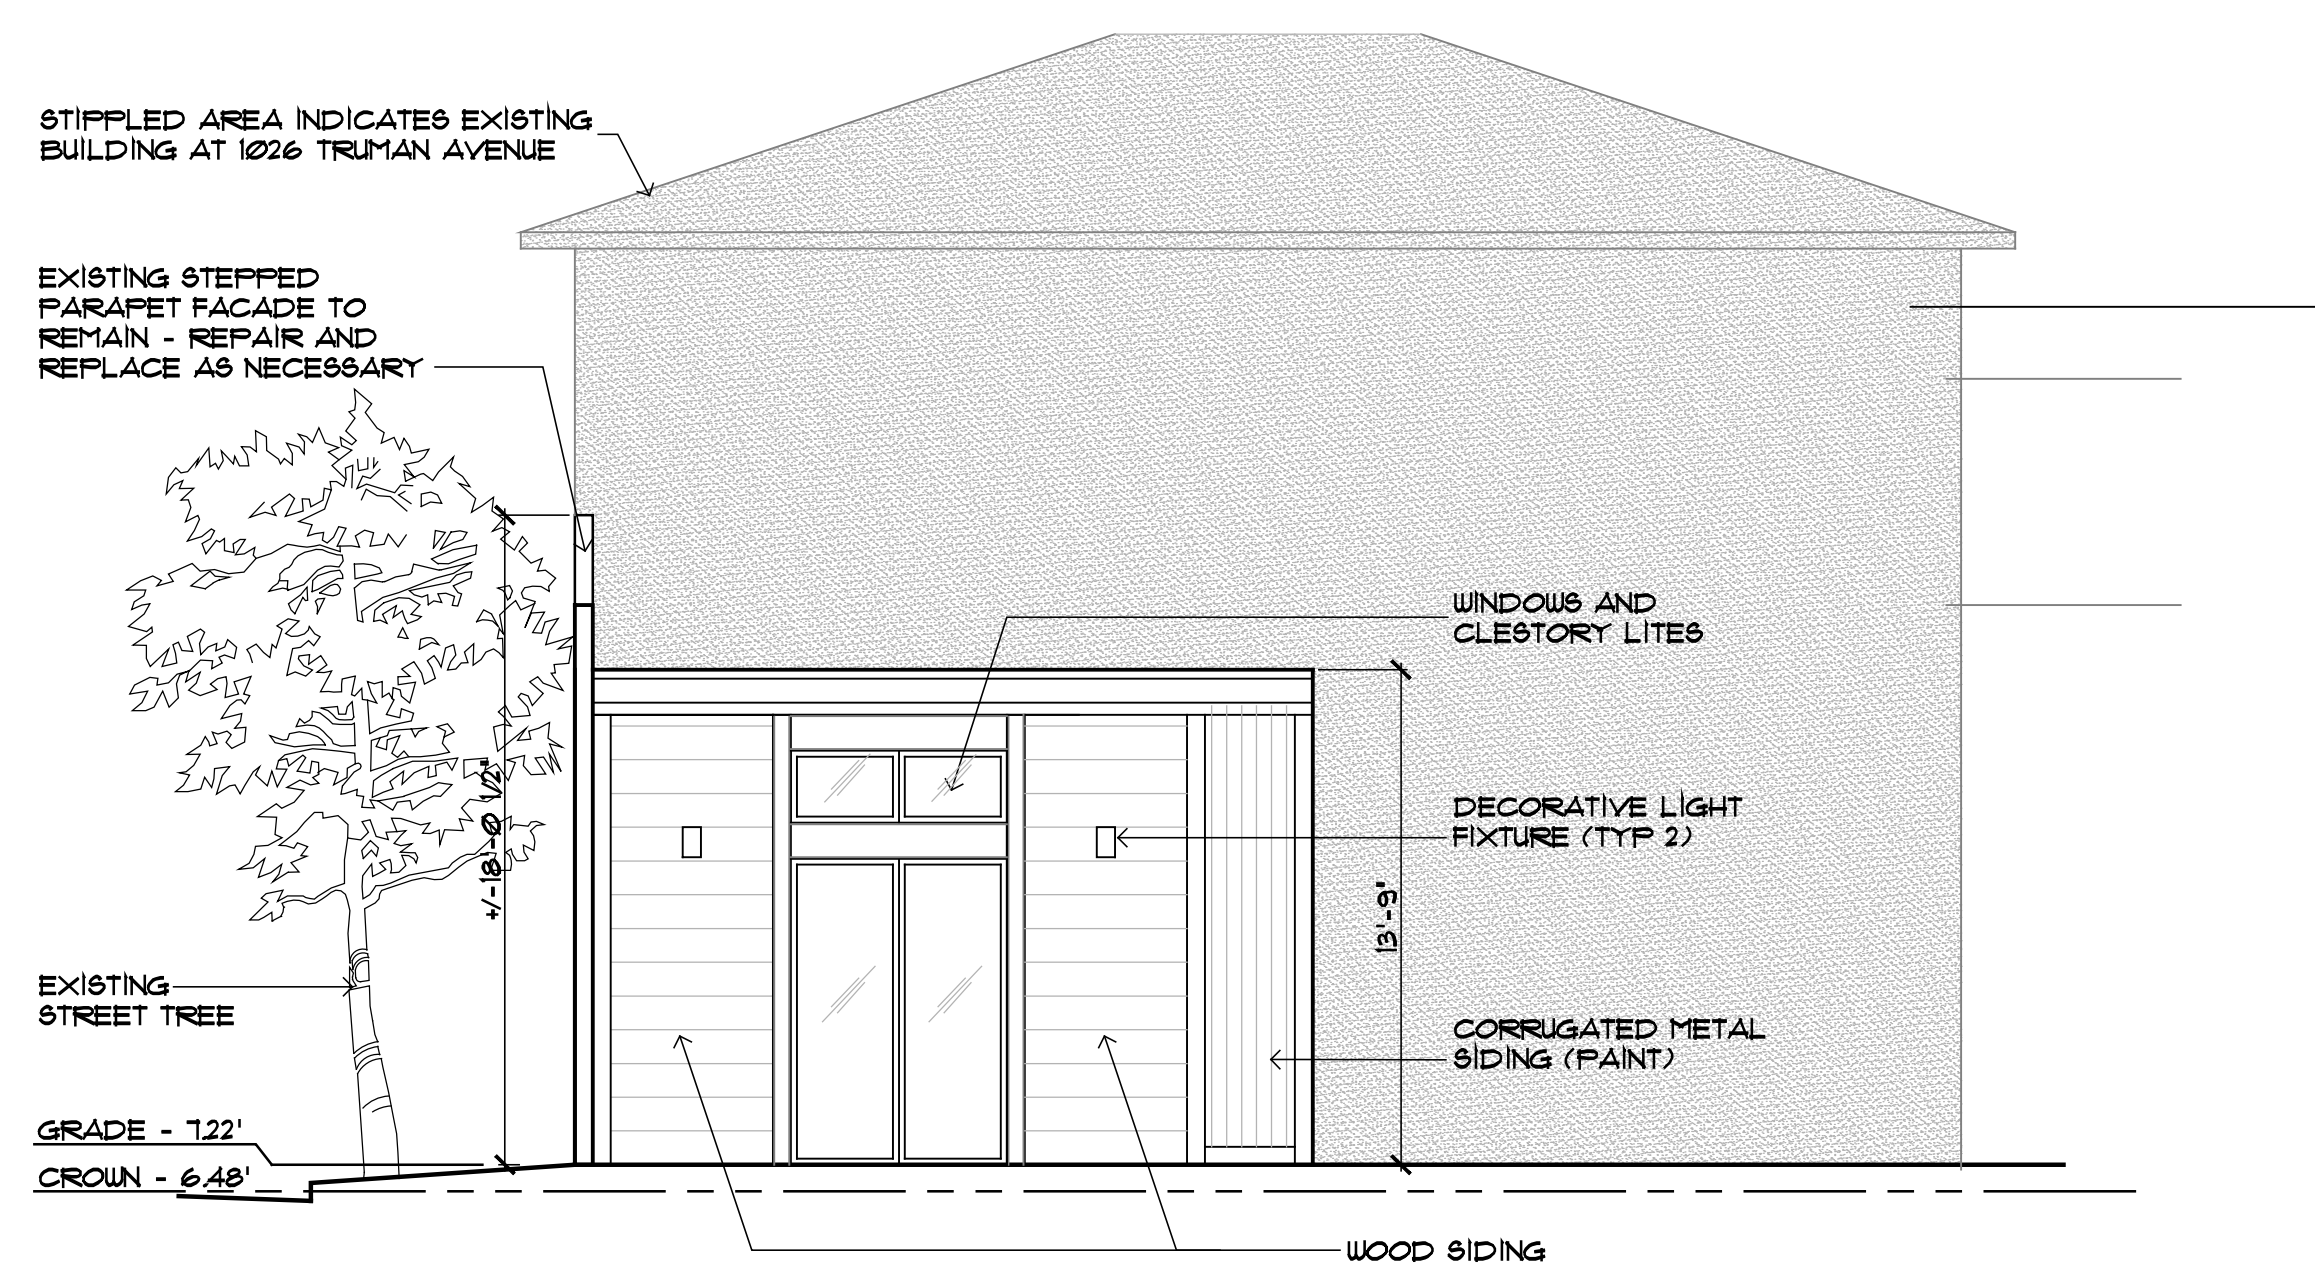 STIPPLED AREA INDICATES EXISTING
BUILDING AT 1026 TRUMAN AVENUE
EXISTING STEPPED
PARAPET FACADE TO
REMAIN - REPAIR AND
REPLACE AS NECESSARY
WINDOWS AND
CLESTORY LITES
DECORATIVE LIGHT
FIXTURE (TYP 2)
+/-18'-0 1/2"
13'-9"
EXISTING
STREET TREE
CORRUGATED METAL
SIDING (PAINT)
GRADE - 7.22'
CROWN - 6.48'
WOOD SIDING